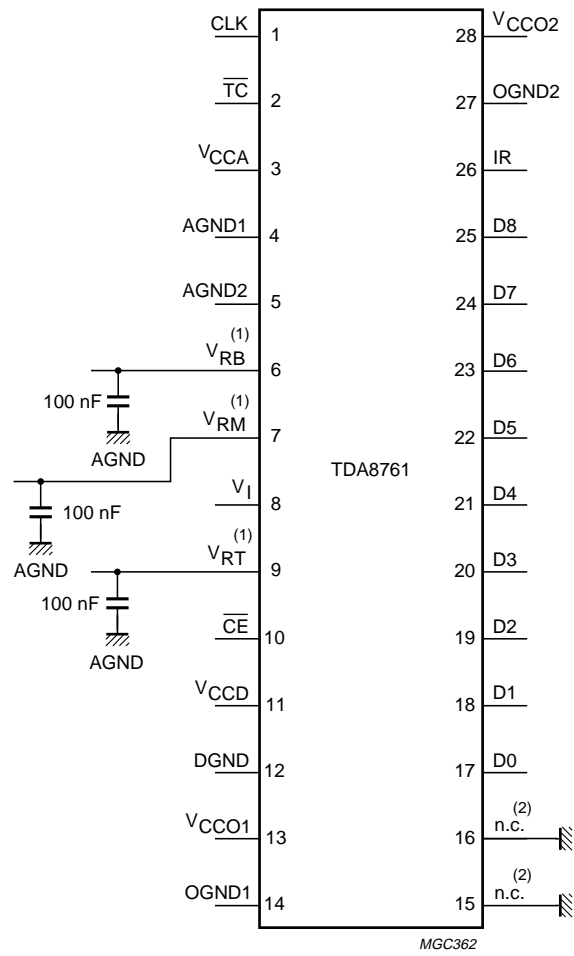 CLK 1
TC 2
VCCA 3
AGND1 4
AGND2 5
VRB (1) 6
100 nF
AGND
VRM (1) 7
100 nF
AGND
VI 8
VRT (1) 9
100 nF
AGND
CE 10
VCCD 11
DGND 12
VCCO1 13
OGND1 14
TDA8761
28 VCCO2
27 OGND2
26 IR
25 D8
24 D7
23 D6
22 D5
21 D4
20 D3
19 D2
18 D1
17 D0
16 n.c. (2)
15 n.c. (2)
MGC362